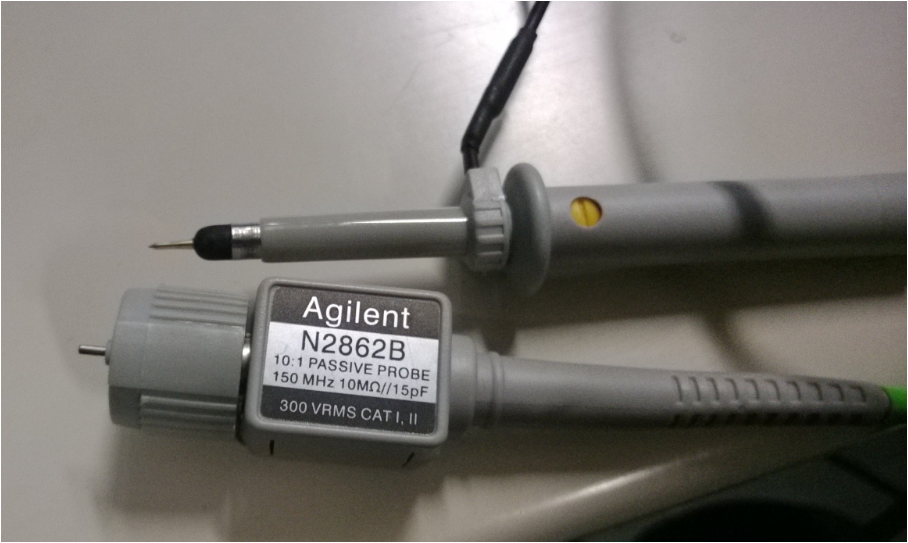 Agilent
N2862B
10:1 PASSIVE PROBE
150 MHz 10MΩ//15pF
300 VRMS CAT I, II